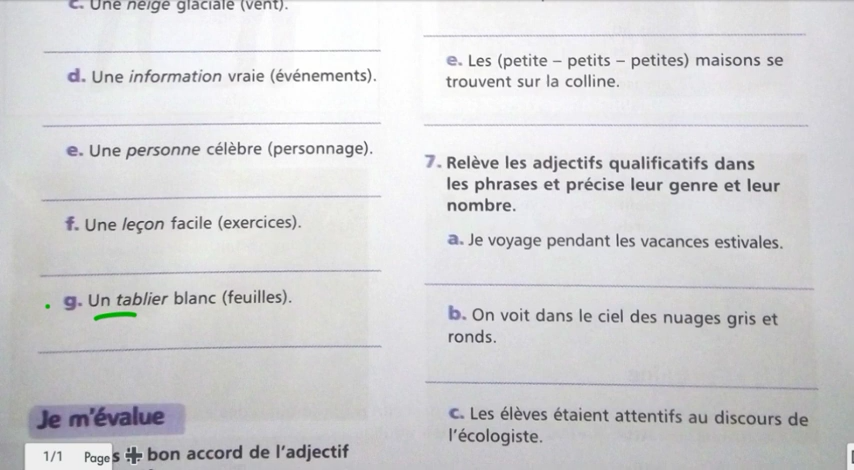 c. Une neige glaciale (vent).
d. Une information vraie (événements).
e. Une personne célèbre (personnage).
f. Une leçon facile (exercices).
g. Un tablier blanc (feuilles).
Je m'évalue
bon accord de l'adjectif
1/1 Page
e. Les (petite – petits – petites) maisons se
trouvent sur la colline.
7. Relève les adjectifs qualificatifs dans
les phrases et précise leur genre et leur
nombre.
a. Je voyage pendant les vacances estivales.
b. On voit dans le ciel des nuages gris et
ronds.
c. Les élèves étaient attentifs au discours de
l'écologiste.